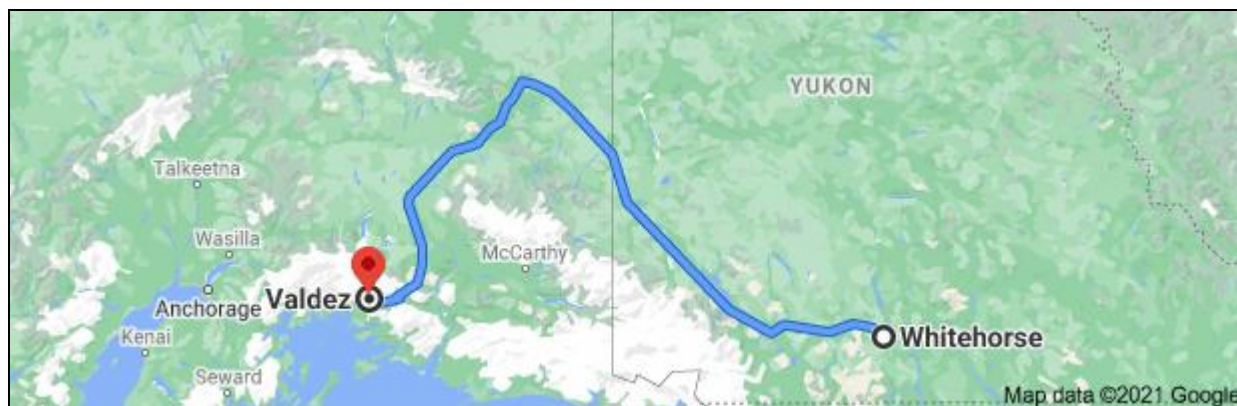 YUKON
Talkeetna
Wasilla
McCarthy
Anchorage
Valdez
Kenai
Whitehorse
Seward
Map data ©2021 Google